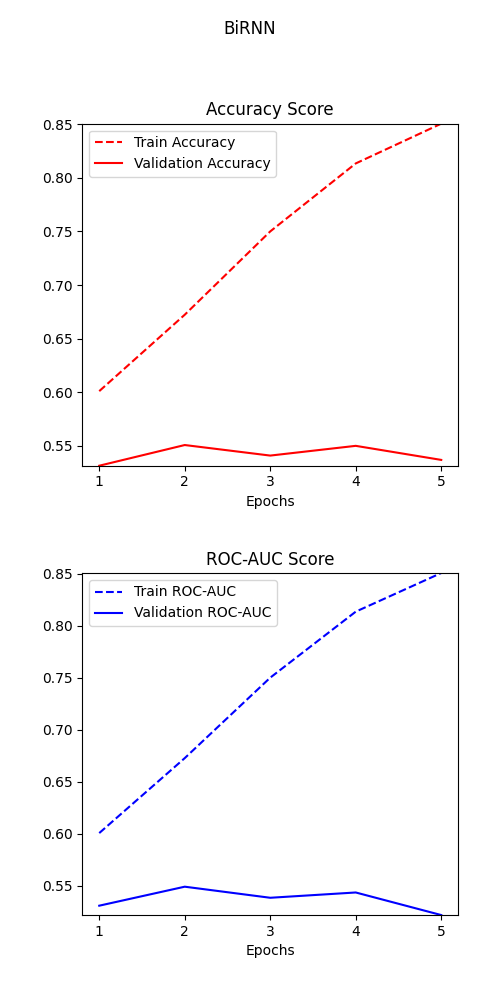 BiRNN
Accuracy Score
0.85
0.80
0.75
0.70
0.65
0.60
0.55
Train Accuracy
Validation Accuracy
1 2 3 4 5
Epochs
ROC-AUC Score
0.85
0.80
0.75
0.70
0.65
0.60
0.55
Train ROC-AUC
Validation ROC-AUC
1 2 3 4 5
Epochs